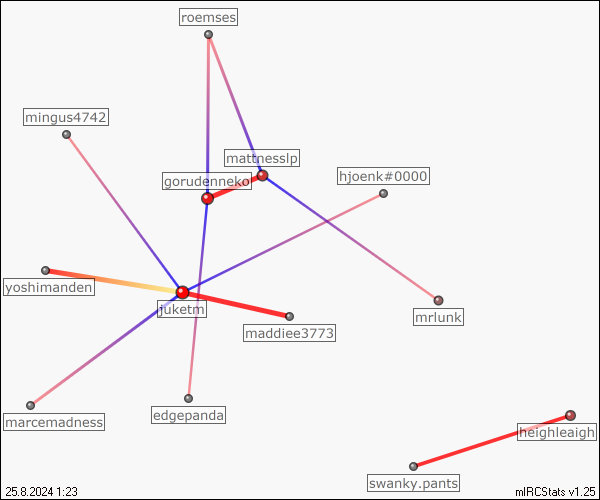 roemses
mingus4742
mattnesslp
hjoenk#0000
gorudenneko
yoshimanden
juketm
mrlunk
maddiee3773
marcemadness
edgepanda
heighleaigh
swanky.pants
25.8.2024 1:23
mIRCStats v1.25